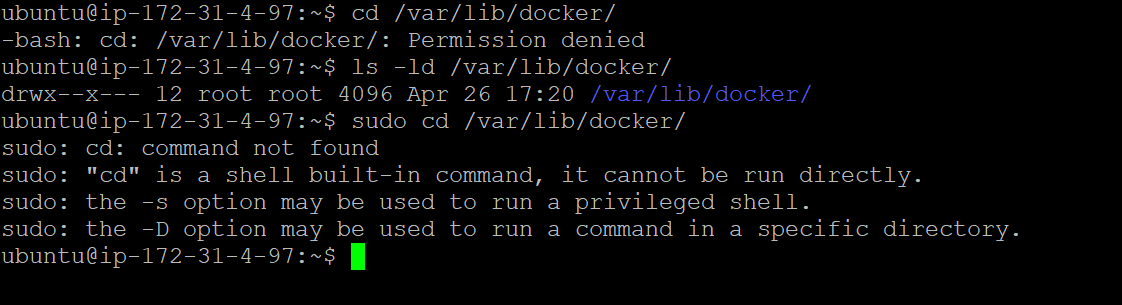 ubuntu@ip-172-31-4-97:~$ cd /var/lib/docker/
-bash: cd: /var/lib/docker/: Permission denied
ubuntu@ip-172-31-4-97:~$ ls -ld /var/lib/docker/
drwx--x--- 12 root root 4096 Apr 26 17:20 /var/lib/docker/
ubuntu@ip-172-31-4-97:~$ sudo cd /var/lib/docker/
sudo: cd: command not found
sudo: "cd" is a shell built-in command, it cannot be run directly.
sudo: the -s option may be used to run a privileged shell.
sudo: the -D option may be used to run a command in a specific directory.
ubuntu@ip-172-31-4-97:~$